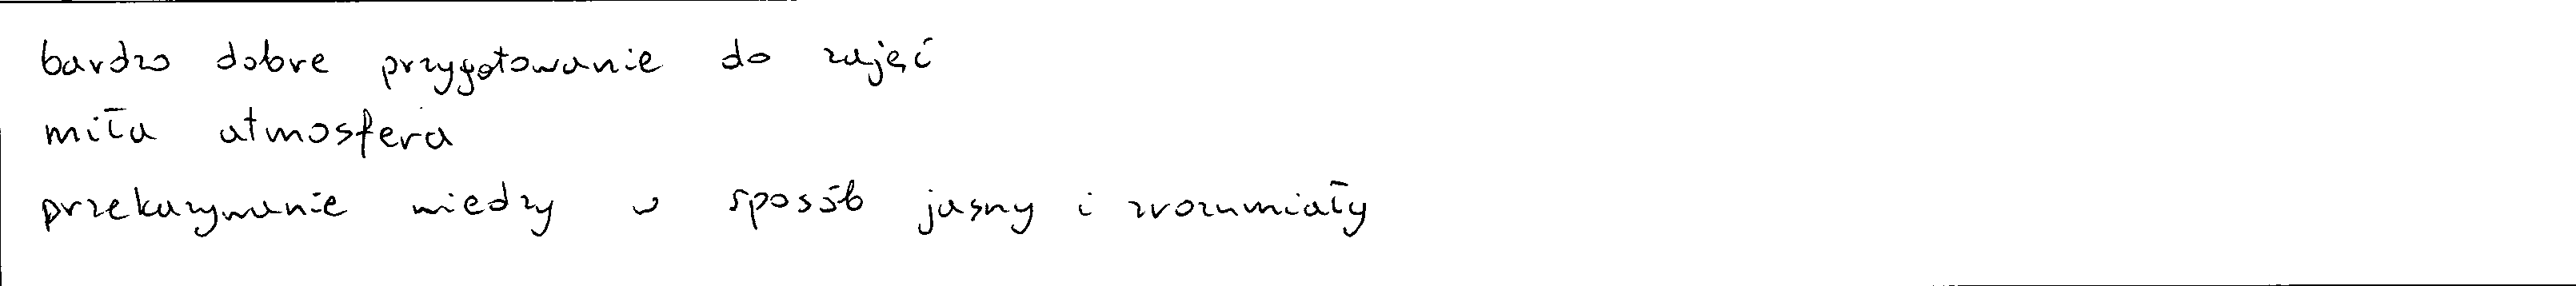 bardzo dobre przygotowanie do zajęć
miła atmosfera
przekazywanie wiedzy w sposób jasny i zrozumiały